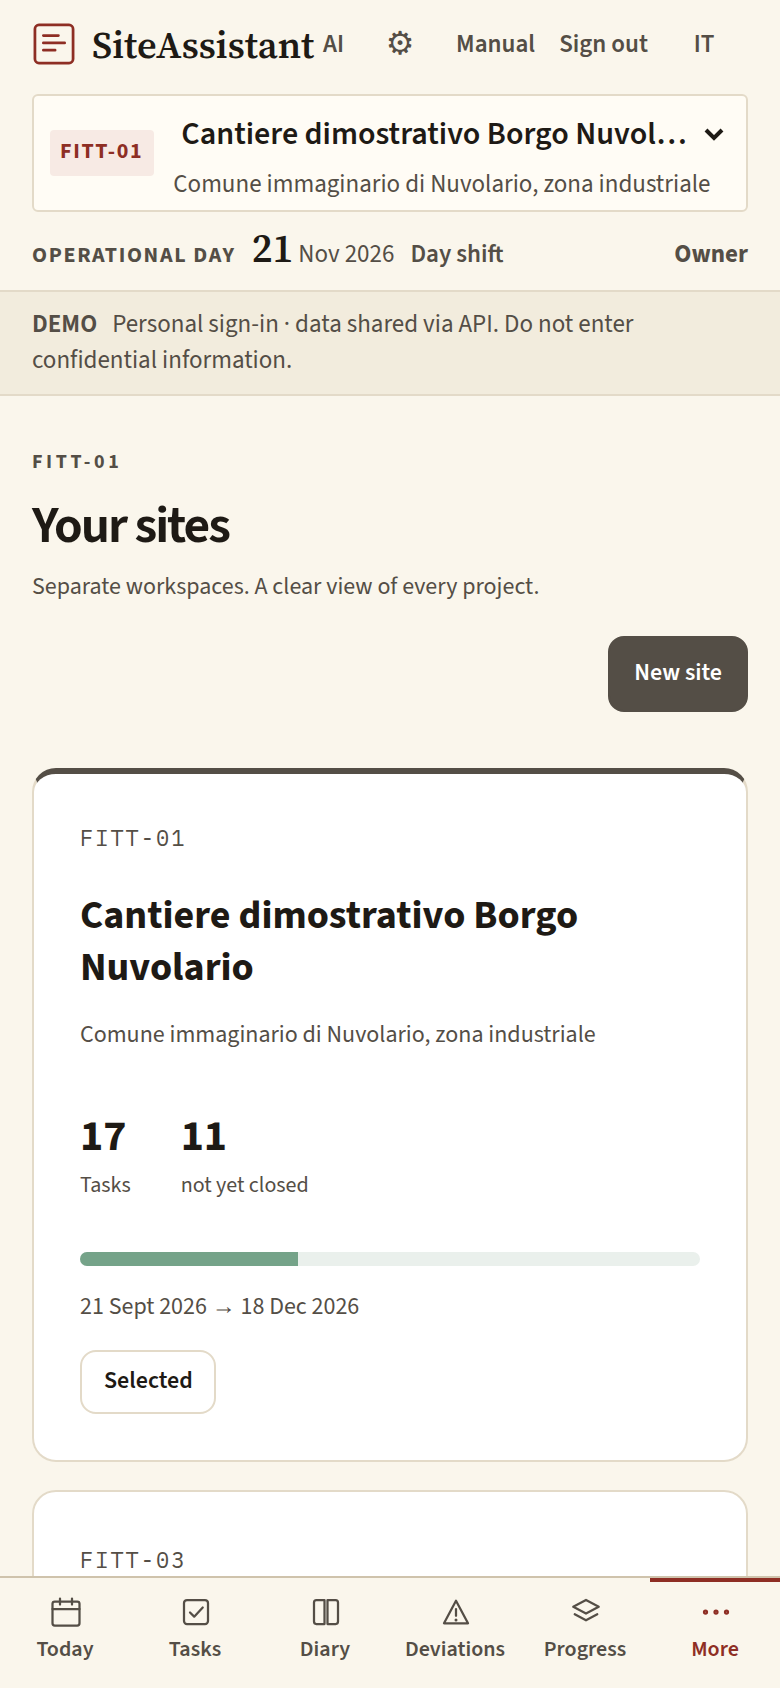 SiteAssistant AI ⚙ Manual Sign out IT
FITT-01
Cantiere dimostrativo Borgo Nuvol...
Comune immaginario di Nuvolario, zona industriale
OPERATIONAL DAY 21 Nov 2026 Day shift Owner
DEMO Personal sign-in · data shared via API. Do not enter
confidential information.
FITT-01
Your sites
Separate workspaces. A clear view of every project.
New site
FITT-01
Cantiere dimostrativo Borgo
Nuvolario
Comune immaginario di Nuvolario, zona industriale
17 11
Tasks not yet closed
21 Sept 2026 → 18 Dec 2026
Selected
FITT-03
Today Tasks Diary Deviations Progress More